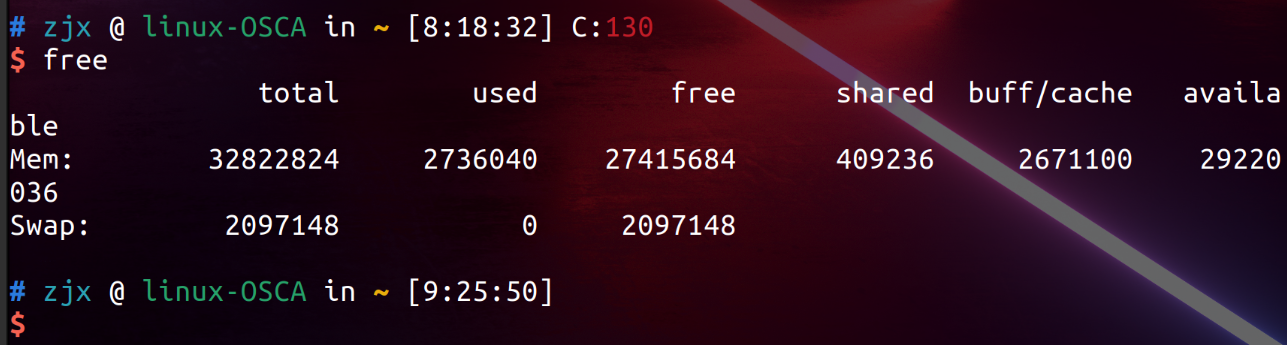 # zjx @ linux-OSCA in ~ [8:18:32] C:130
$ free
              total        used        free      shared  buff/cache   availa
ble
Mem:       32822824     2736040    27415684      409236     2671100    29220
036
Swap:       2097148           0     2097148

# zjx @ linux-OSCA in ~ [9:25:50]
$